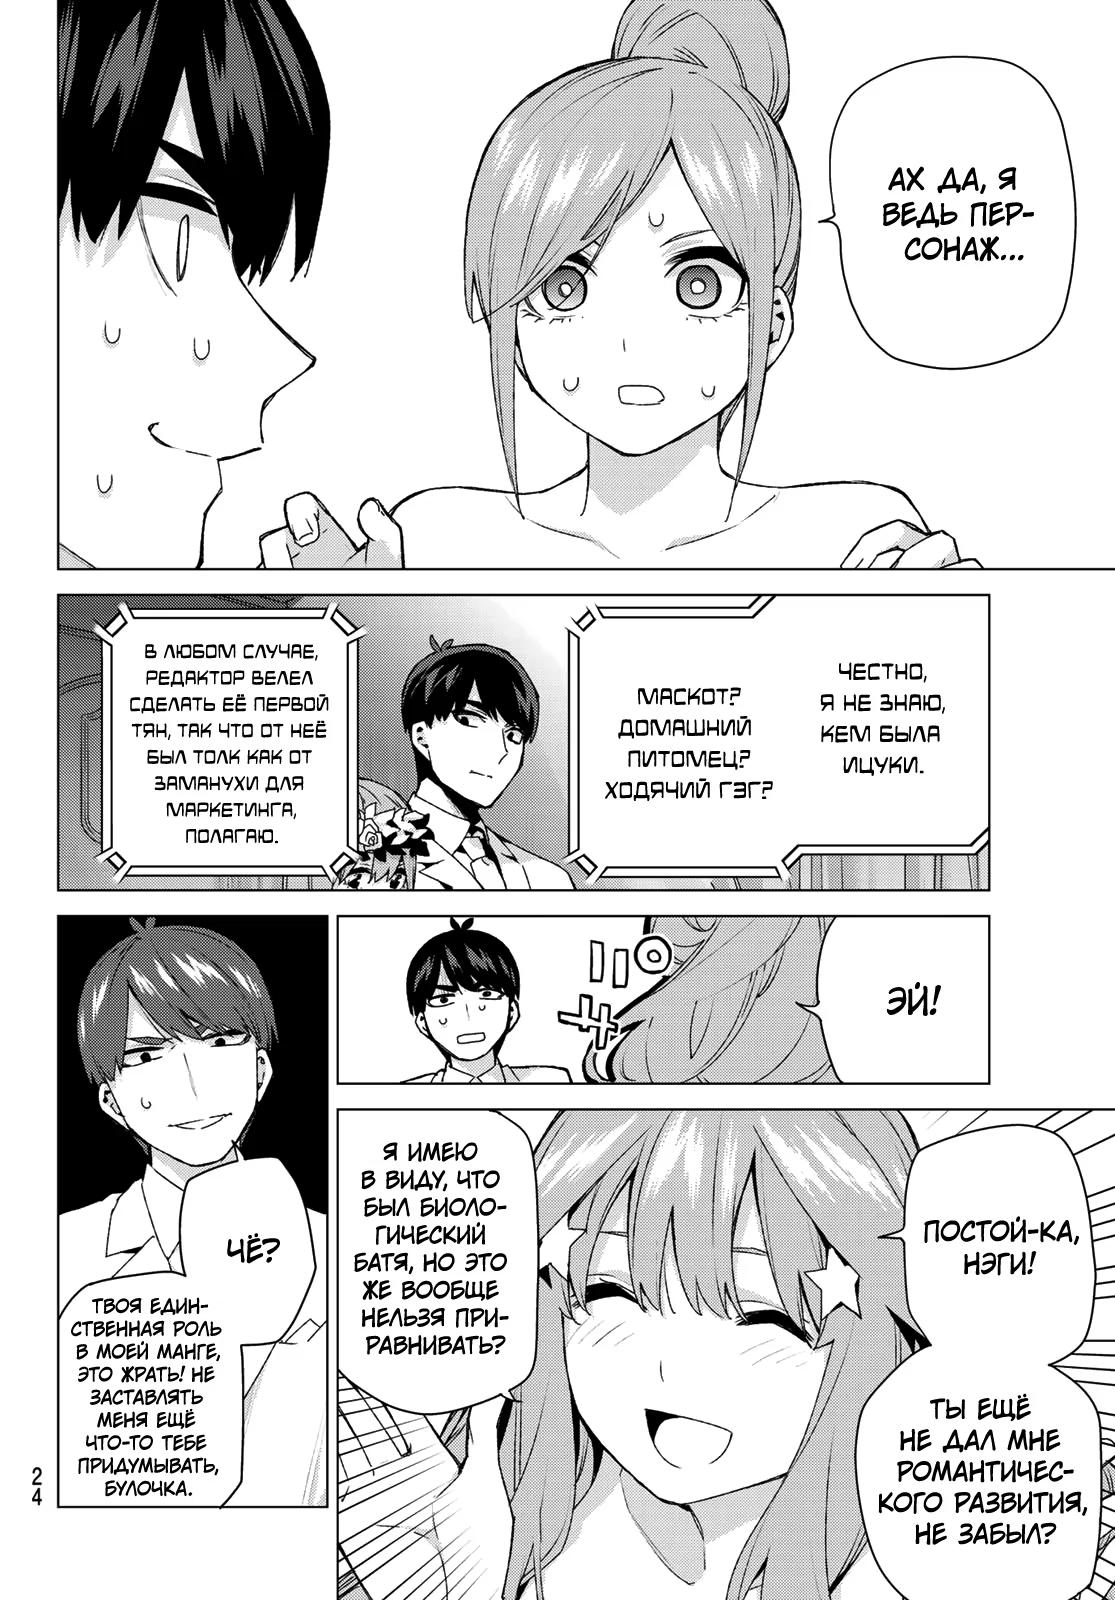 АХ ДА, Я
ВЕДЬ ПЕР-
СОНАЖ...
ЧЕСТНО,
Я НЕ ЗНАЮ,
КЕМ БЫЛА
ИЦУКИ.
МАСКОТ?
ДОМАШНИЙ
ПИТОМЕЦ?
ХОДЯЧИЙ ГЭГ?
В ЛЮБОМ СЛУЧАЕ,
РЕДАКТОР ВЕЛЕЛ
СДЕЛАТЬ ЕЁ ПЕРВОЙ
ТЯН, ТАК ЧТО ОТ НЕЁ
БЫЛ ТОЛК КАК ОТ
ЗАМАНУХИ ДЛЯ
МАРКЕТИНГА,
ПОЛАГАЮ.
ЭЙ!
ПОСТОЙ-КА,
НЭГИ!
ТЫ ЕЩЁ
НЕ ДАЛ МНЕ
РОМАНТИЧЕС-
КОГО РАЗВИТИЯ,
НЕ ЗАБЫЛ?
Я ИМЕЮ
В ВИДУ, ЧТО
БЫЛ БИОЛО-
ГИЧЕСКИЙ
БАТЯ, НО ЭТО
ЖЕ ВООБЩЕ
НЕЛЬЗЯ ПРИ-
РАВНИВАТЬ?
ЧЁ?
ТВОЯ ЕДИН-
СТВЕННАЯ РОЛЬ
В МОЕЙ МАНГЕ,
ЭТО ЖРАТЬ! НЕ
ЗАСТАВЛЯТЬ
МЕНЯ ЕЩЁ
ЧТО-ТО ТЕБЕ
ПРИДУМЫВАТЬ,
БУЛОЧКА.
24